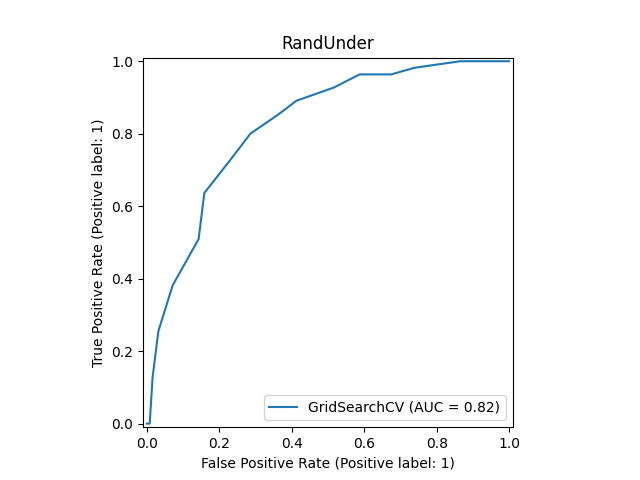 RandUnder
True Positive Rate (Positive label: 1)
1.0
0.8
0.6
0.4
0.2
0.0
GridSearchCV (AUC = 0.82)
0.0 0.2 0.4 0.6 0.8 1.0
False Positive Rate (Positive label: 1)